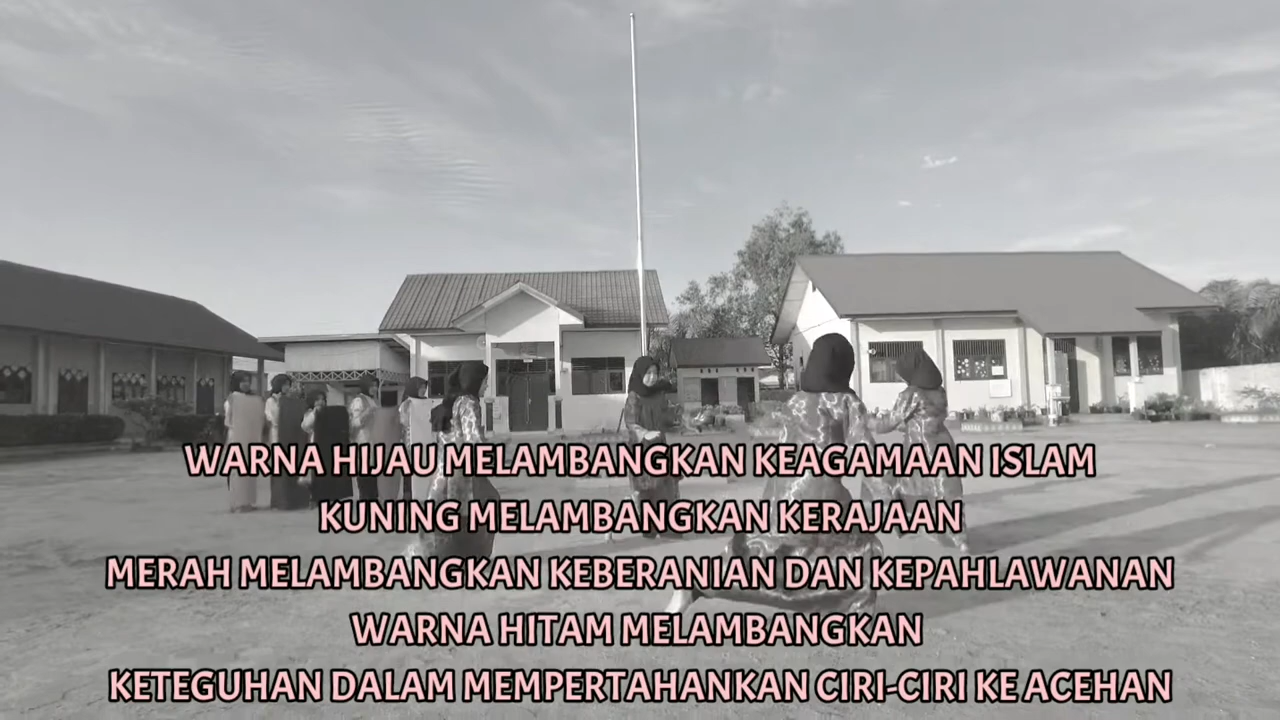 WARNA HIJAU MELAMBANGKAN KEAGAMAAN ISLAM
KUNING MELAMBANGKAN KERAJAAN
MERAH MELAMBANGKAN KEBERANIAN DAN KEPAHLAWANAN
WARNA HITAM MELAMBANGKAN
KETEGUHAN DALAM MEMPERTAHANKAN CIRI-CIRI KE ACEHAN